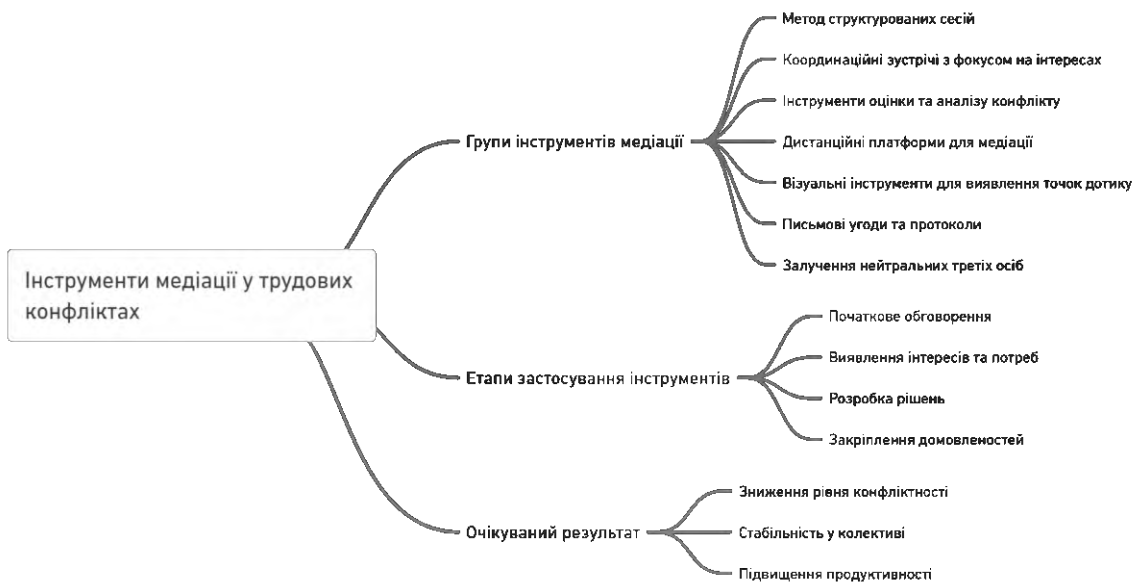 Інструменти медіації у трудових
конфліктах
Групи інструментів медіації
Метод структурованих сесій
Координаційні зустрічі з фокусом на інтересах
Інструменти оцінки та аналізу конфлікту
Дистанційні платформи для медіації
Візуальні інструменти для виявлення точок дотику
Письмові угоди та протоколи
Залучення нейтральних третіх осіб
Етапи застосування інструментів
Початкове обговорення
Виявлення інтересів та потреб
Розробка рішень
Закріплення домовленостей
Очікуваний результат
Зниження рівня конфліктності
Стабільність у колективі
Підвищення продуктивності